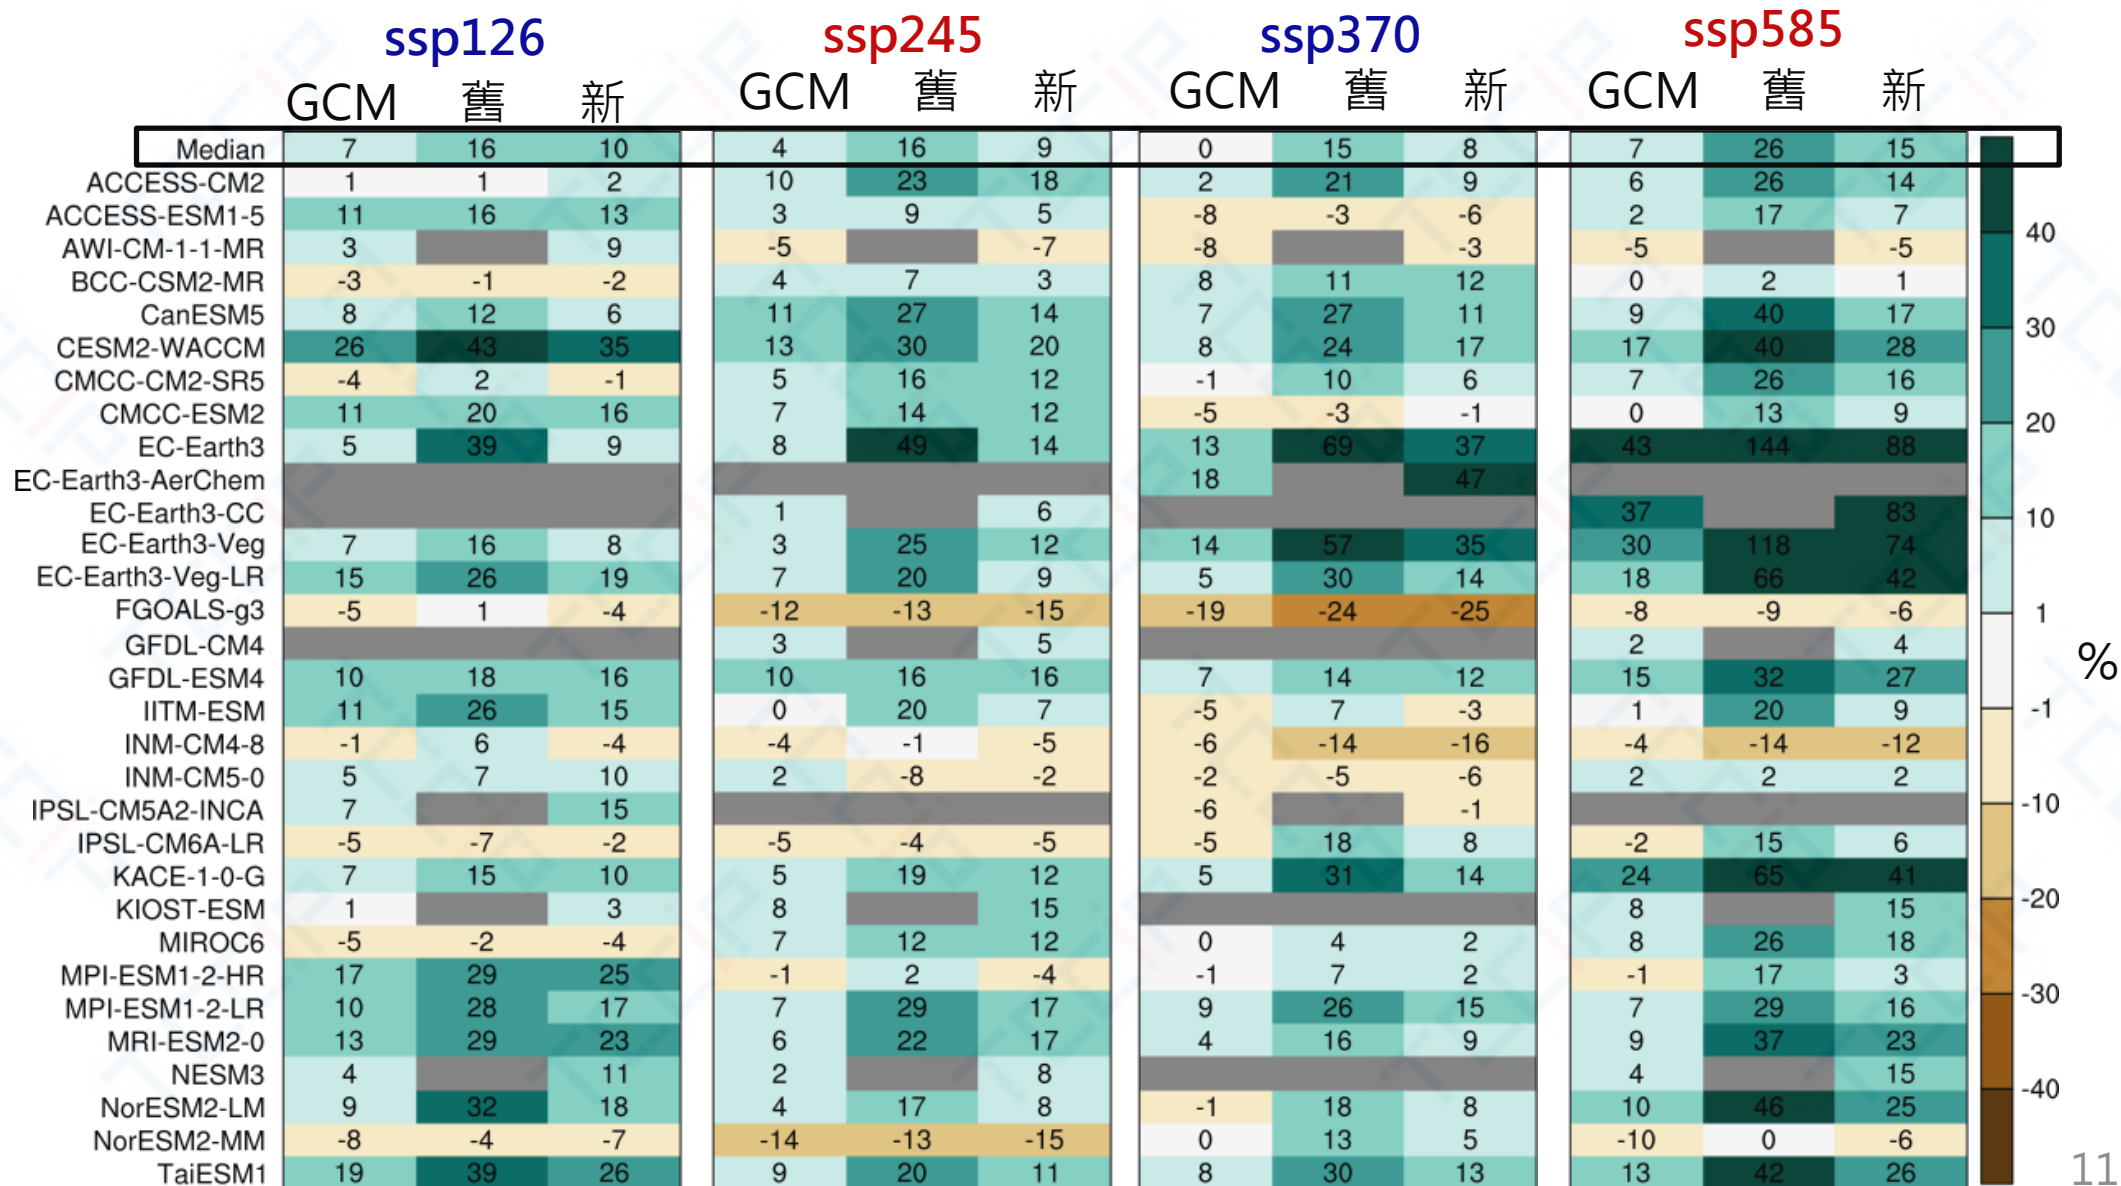 ssp126 ssp245 ssp370 ssp585
GCM 舊 新 GCM 舊 新 GCM 舊 新 GCM 舊 新
Median 7 16 10 4 16 9 0 15 8 7 26 15
ACCESS-CM2 1 1 2 10 23 18 2 21 9 6 26 14
ACCESS-ESM1-5 11 16 13 3 9 5 -8 -3 -6 2 17 7
AWI-CM-1-1-MR 3 9 -5 -7 -8 -3 -5 -5
BCC-CSM2-MR -3 -1 -2 4 7 3 8 11 12 0 2 1
CanESM5 8 12 6 11 27 14 7 27 11 9 40 17
CESM2-WACCM 26 43 35 13 30 20 8 24 17 17 40 28
CMCC-CM2-SR5 -4 2 -1 5 16 12 -1 10 6 7 26 16
CMCC-ESM2 11 20 16 7 14 12 -5 -3 -1 0 13 9
EC-Earth3 5 39 9 8 49 14 13 69 37 43 144 88
EC-Earth3-AerChem 18 47
EC-Earth3-CC 1 6 37 83
EC-Earth3-Veg 7 16 8 3 25 12 14 57 35 30 118 74
EC-Earth3-Veg-LR 15 26 19 7 20 9 5 30 14 18 66 42
FGOALS-g3 -5 1 -4 -12 -13 -15 -19 -24 -25 -8 -9 -6
GFDL-CM4 3 5 2 4
GFDL-ESM4 10 18 16 10 16 16 7 14 12 15 32 27
IITM-ESM 11 26 15 0 20 7 -5 7 -3 1 20 9
INM-CM4-8 -1 6 -4 -4 -1 -5 -6 -14 -16 -4 -14 -12
INM-CM5-0 5 7 10 2 -8 -2 -2 -5 -6 2 2 2
IPSL-CM5A2-INCA 7 15 -6 -1
IPSL-CM6A-LR -5 -7 -2 -5 -4 -5 -5 18 8 -2 15 6
KACE-1-0-G 7 15 10 5 19 12 5 31 14 24 65 41
KIOST-ESM 1 3 8 15 8 15
MIROC6 -5 -2 -4 7 12 12 0 4 2 8 26 18
MPI-ESM1-2-HR 17 29 25 -1 2 -4 -1 7 2 -1 17 3
MPI-ESM1-2-LR 10 28 17 7 29 17 9 26 15 7 29 16
MRI-ESM2-0 13 29 23 6 22 17 4 16 9 9 37 23
NESM3 4 11 2 8 4 15
NorESM2-LM 9 32 18 4 17 8 -1 18 8 10 46 25
NorESM2-MM -8 -4 -7 -14 -13 -15 0 13 5 -10 0 -6
TaiESM1 19 39 26 9 20 11 8 30 13 13 42 26
40
30
20
10
1
%
-1
-10
-20
-30
-40
11